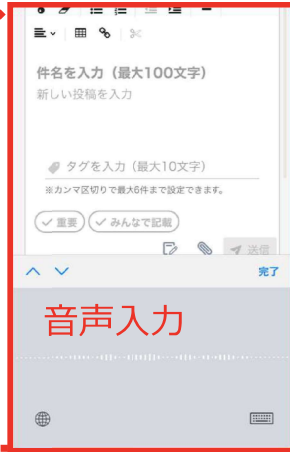 件名を入力（最大100文字）
新しい投稿を入力
タグを入力（最大10文字）
※カンマ区切りで最大6件まで設定できます。
重要 みんなで記載
送信
完了
音声入力